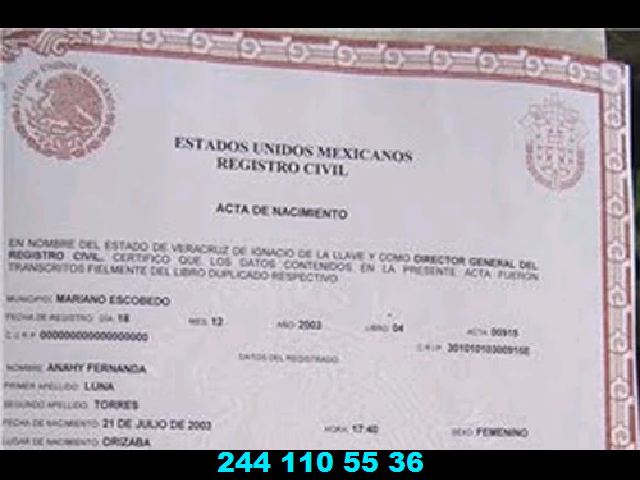 ESTADOS UNIDOS MEXICANOS
ESTADOS UNIDOS MEXICANOS
REGISTRO CIVIL
ACTA DE NACIMIENTO
EN NOMBRE DEL ESTADO DE VERACRUZ DE IGNACIO DE LA LLAVE Y COMO DIRECTOR GENERAL DEL
REGISTRO CIVIL, CERTIFICO QUE LOS DATOS CONTENIDOS EN LA PRESENTE ACTA FUERON
TRANSCRITOS FIELMENTE DEL LIBRO DUPLICADO RESPECTIVO
MUNICIPIO: MARIANO ESCOBEDO
FECHA DE REGISTRO: DIA: 18 MES: 12 AÑO: 2003 LIBRO: 04 ACTA: 00915
C.U.R.P. 000000000000000000 C.R.I.P.
DATOS DEL REGISTRADO
NOMBRE: ANAHY FERNANDA
PRIMER APELLIDO: LUNA
SEGUNDO APELLIDO: TORRES
FECHA DE NACIMIENTO: 21 DE JULIO DE 2003 HORA: 17:40 SEXO: FEMENINO
LUGAR DE NACIMIENTO: ORIZABA
244 110 55 36